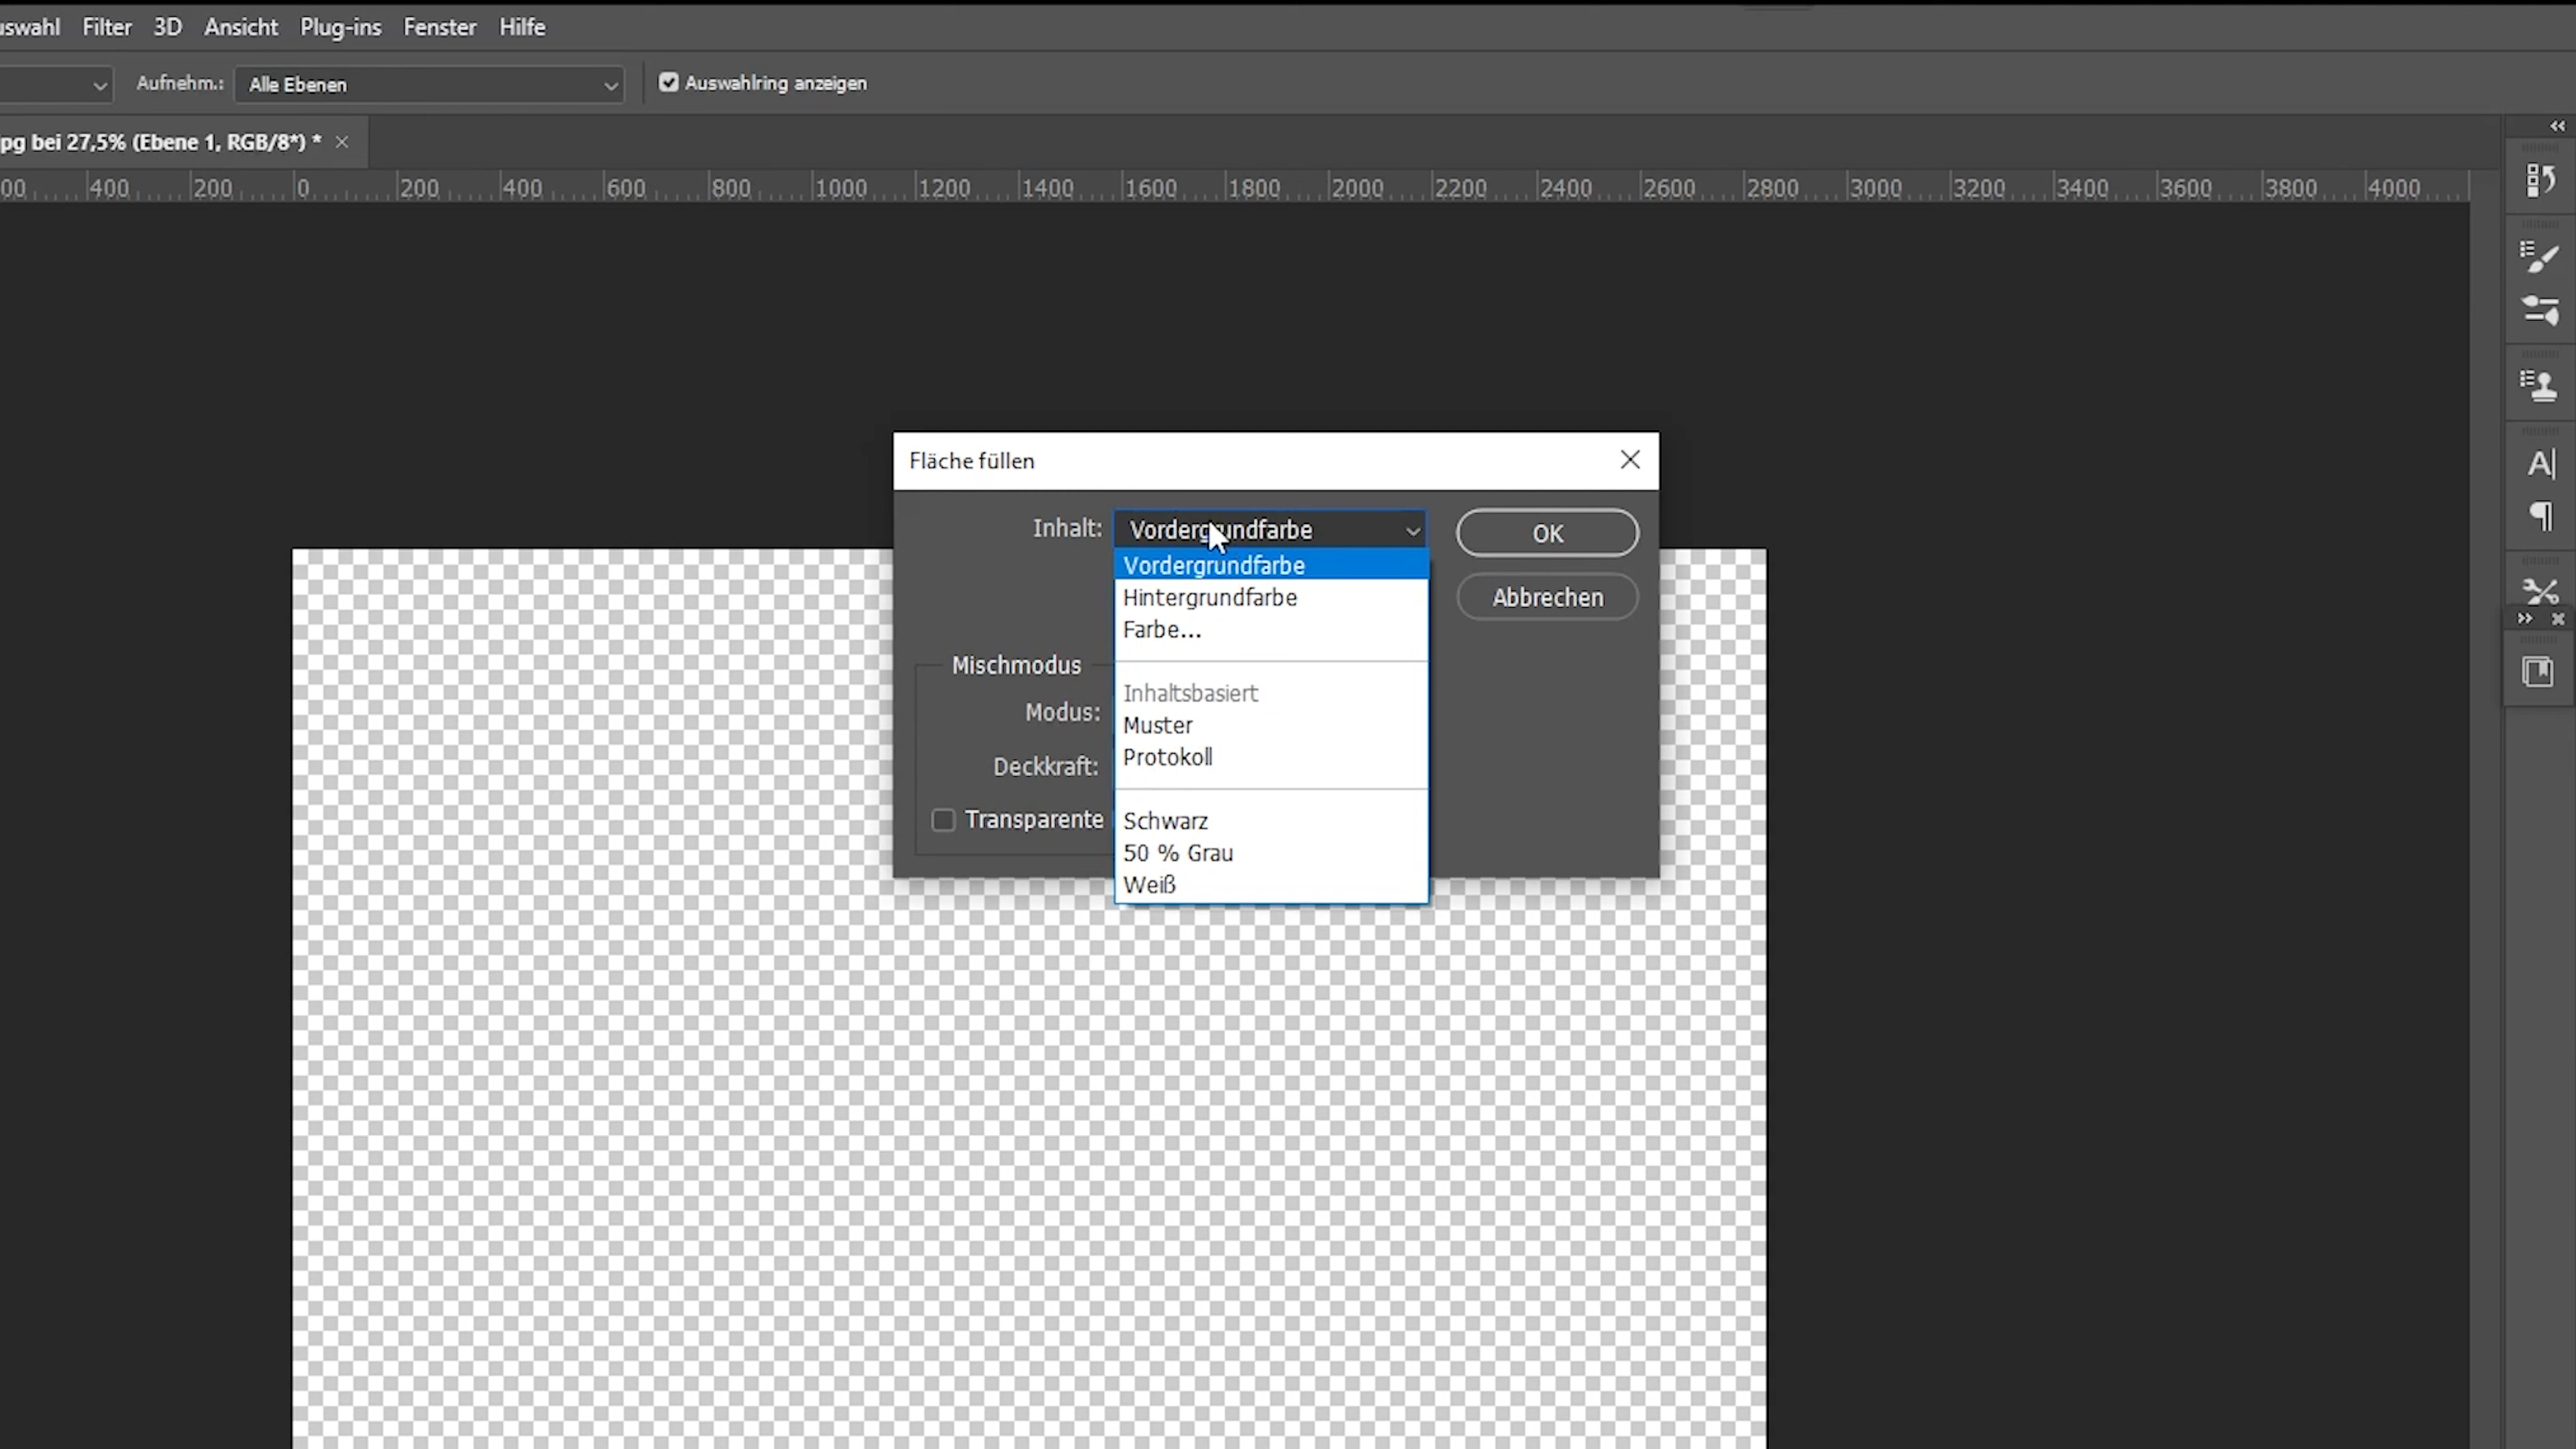 Filter 3D Ansicht Plug-ins Fenster Hilfe
Aufnehm.: Alle Ebenen Auswahlring anzeigen
bei 27,5% (Ebene 1, RGB/8*) *
400 200 0 200 400 600 800 1000 1200 1400 1600 1800 2000 2200 2400 2600 2800 3000 3200 3400 3600 3800 4000
Fläche füllen
Inhalt: Vordergrundfarbe
OK
Vordergrundfarbe
Hintergrundfarbe
Abbrechen
Farbe...
Mischmodus
Inhaltsbasiert
Modus:
Muster
Protokoll
Deckkraft:
Transparente
Schwarz
50 % Grau
Weiß